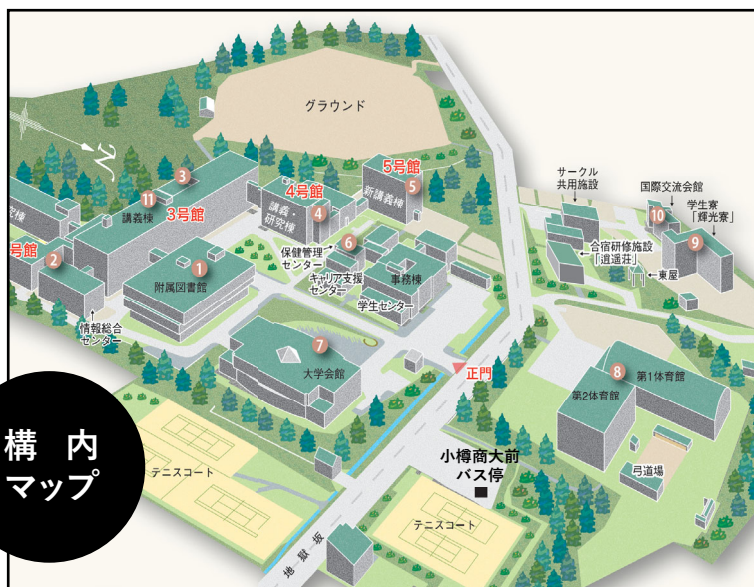 グラウンド
N
5号館
5
新講義棟
4号館
4
講義・
研究棟
3
11
講義棟
3号館
究棟
号館
2
1
附属図書館
情報総合
センター
6
保健管理
センター
キャリア支援
センター
事務棟
学生センター
7
大学会館
正門
サークル
共用施設
国際交流会館
10
学生寮
「輝光寮」
9
合宿研修施設
「逍遥荘」
東屋
8
第1体育館
第2体育館
弓道場
小樽商大前
バス停
テニスコート
テニスコート
地獄坂
構内
マップ